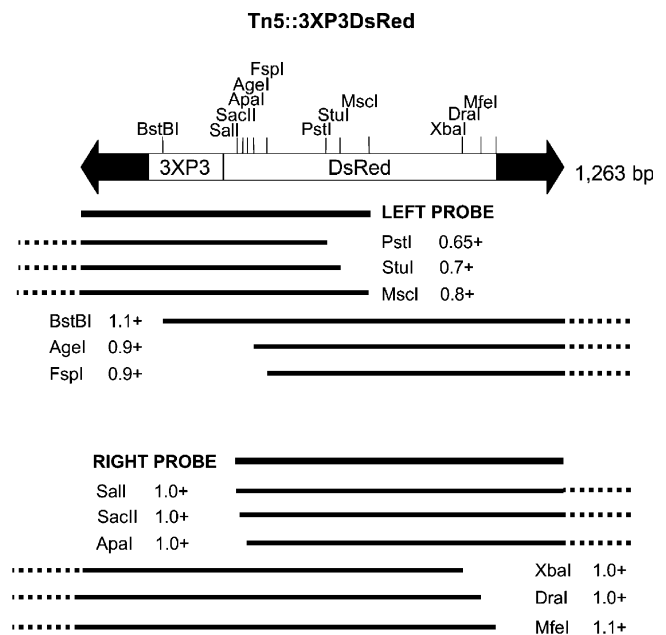 Tn5::3XP3DsRed
FspI
AgeI
ApaI
MscI
MfeI
SacII
StuI
DraI
BstBI
SalI
PstI
XbaI
3XP3
DsRed
1,263 bp
LEFT PROBE
PstI 0.65+
StuI 0.7+
MscI 0.8+
BstBI 1.1+
AgeI 0.9+
FspI 0.9+
RIGHT PROBE
SalI 1.0+
SacII 1.0+
ApaI 1.0+
XbaI 1.0+
DraI 1.0+
MfeI 1.1+